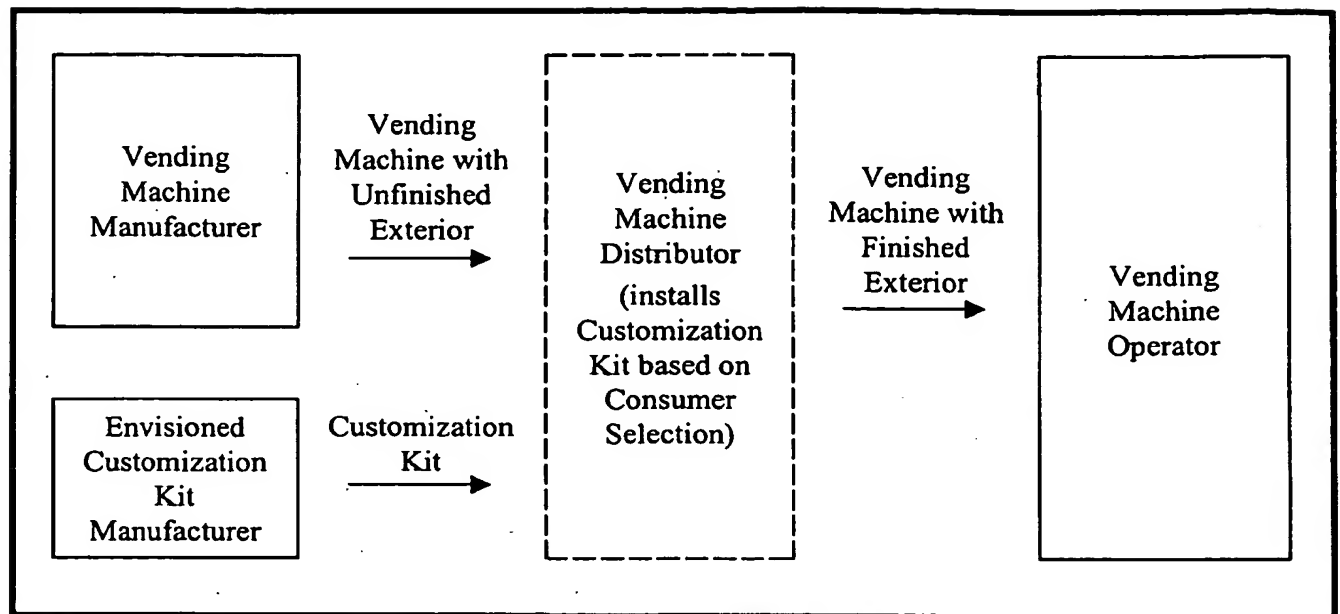 Vending
Machine
Manufacturer
Vending
Machine with
Unfinished
Exterior
Envisioned
Customization
Kit
Manufacturer
Customization
Kit
Vending
Machine
Distributor
(installs
Customization
Kit based on
Consumer
Selection)
Vending
Machine with
Finished
Exterior
Vending
Machine
Operator